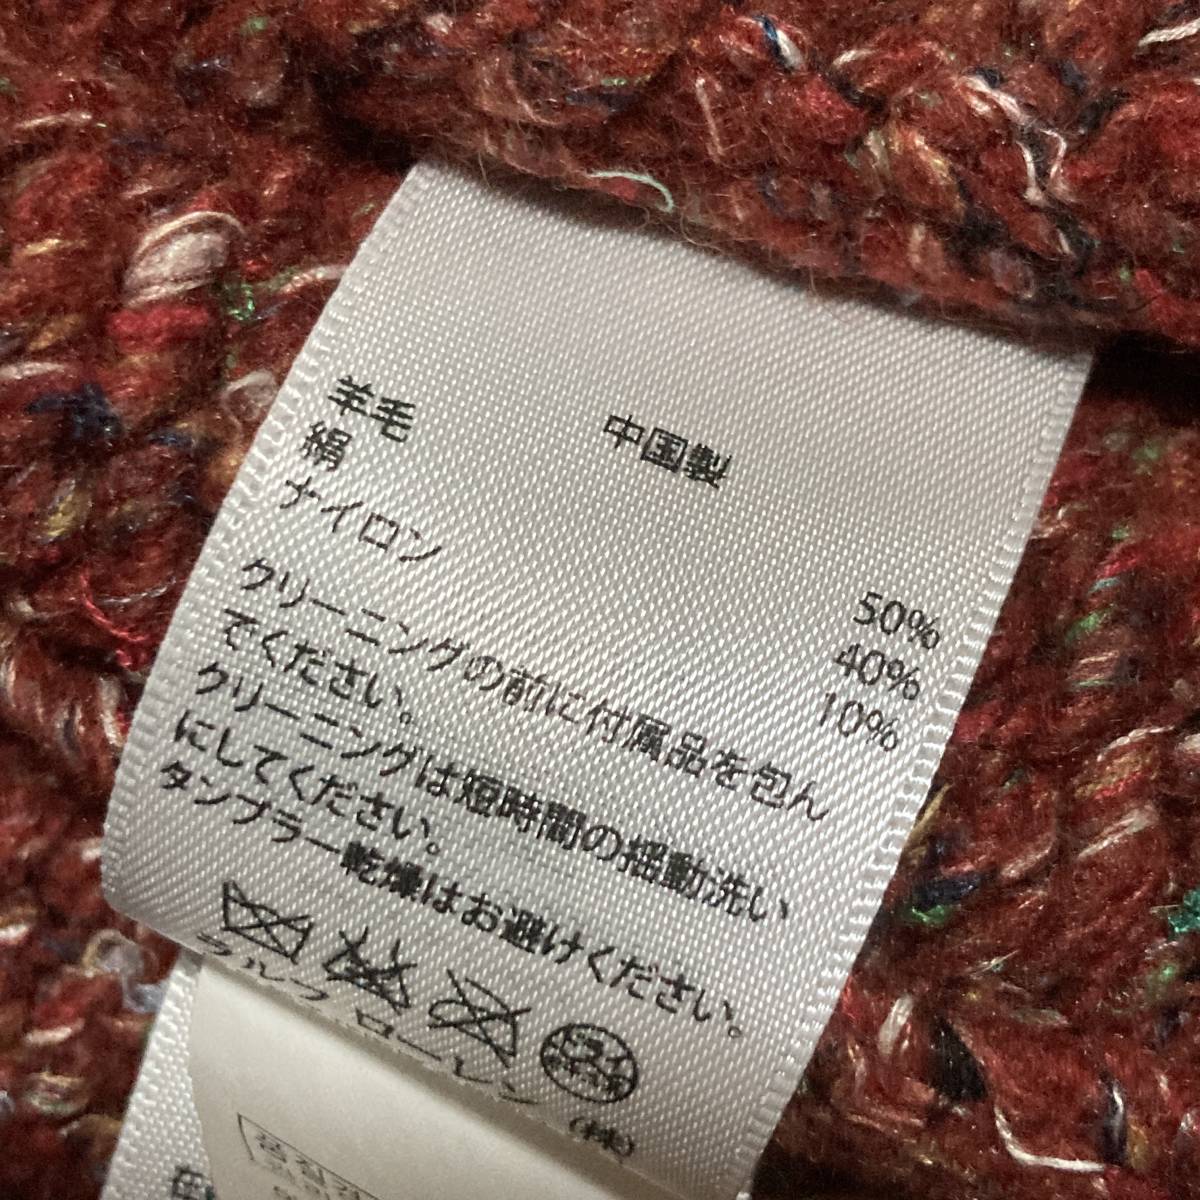 中国製
羊毛 50%
絹 40%
ナイロン 10%
クリーニングの前に付属品を包ん
でください。
クリーニングは短時間の揺動洗い
にしてください。
タンブラー乾燥はお避けください。
ドライ
ラルフ ローレン (株)